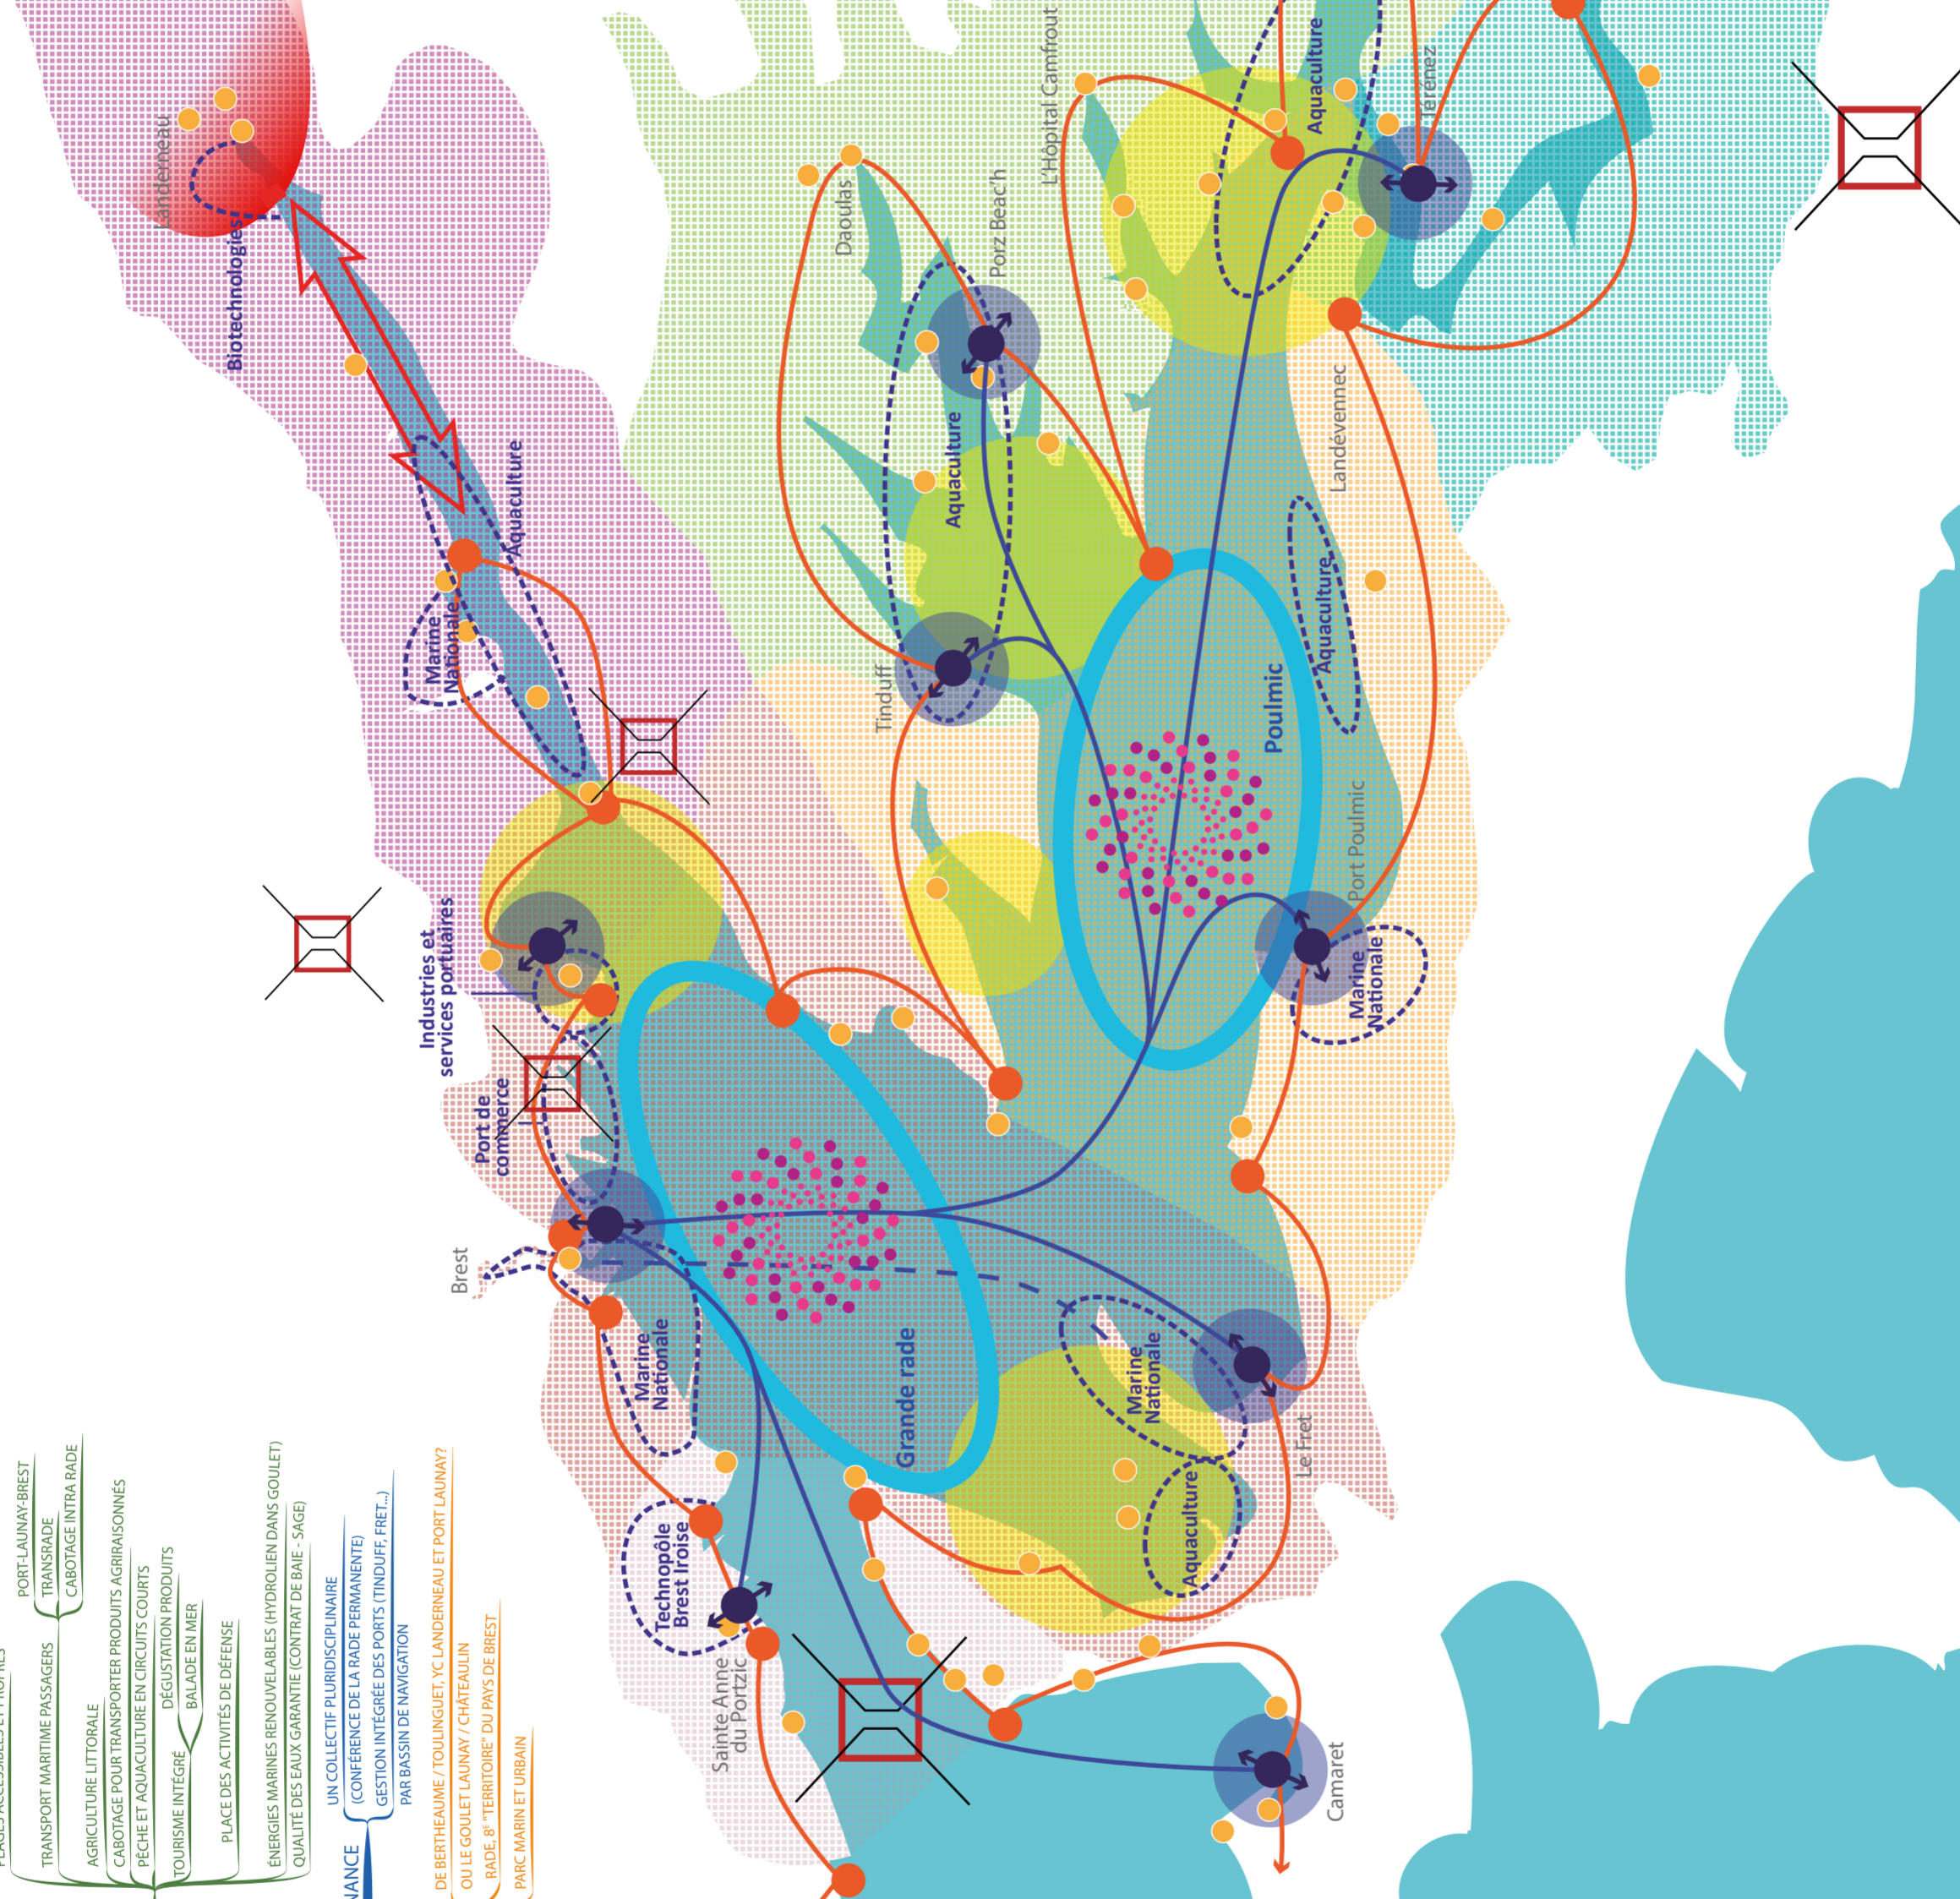 PORT-LAUNAY-BREST
TRANSRADE
CABOTAGE INTRA RADE
TRANSPORT MARITIME PASSAGERS
AGRICULTURE LITTORALE
CABOTAGE POUR TRANSPORTER PRODUITS AGRIRAISONNÉS
PÊCHE ET AQUACULTURE EN CIRCUITS COURTS
DÉGUSTATION PRODUITS
TOURISME INTÉGRÉ
BALADE EN MER
PLACE DES ACTIVITÉS DE DÉFENSE
ÉNERGIES MARINES RENOUVELABLES (HYDROLIEN DANS GOULET)
QUALITÉ DES EAUX GARANTIE (CONTRAT DE BAIE - SAGE)
UN COLLECTIF PLURIDISCIPLINAIRE
(CONFÉRENCE DE LA RADE PERMANENTE)
NANCE
GESTION INTÉGRÉE DES PORTS (TINDUFF, FRET...)
PAR BASSIN DE NAVIGATION
DE BERTHEAUME / TOULINGUET, YC LANDERNEAU ET PORT LAUNAY?
OU LE GOULET LAUNAY / CHÂTEAULIN
RADE, 8E "TERRITOIRE" DU PAYS DE BREST
PARC MARIN ET URBAIN
Landerneau
Biotechnologies
Aquaculture
Marine
Nationale
Industries et
services portuaires
Port de
commerce
Brest
Marine
Nationale
Technopôle
Brest Iroise
Sainte Anne
du Portzic
Grande rade
Daoulas
Porz Beac'h
L'Hôpital Camfrout
Aquaculture
Tinduff
Aquaculture
Térénez
Landévennec
Aquaculture
Poulmic
Port Poulmic
Marine
Nationale
Marine
Nationale
Aquaculture
Le Fret
Camaret